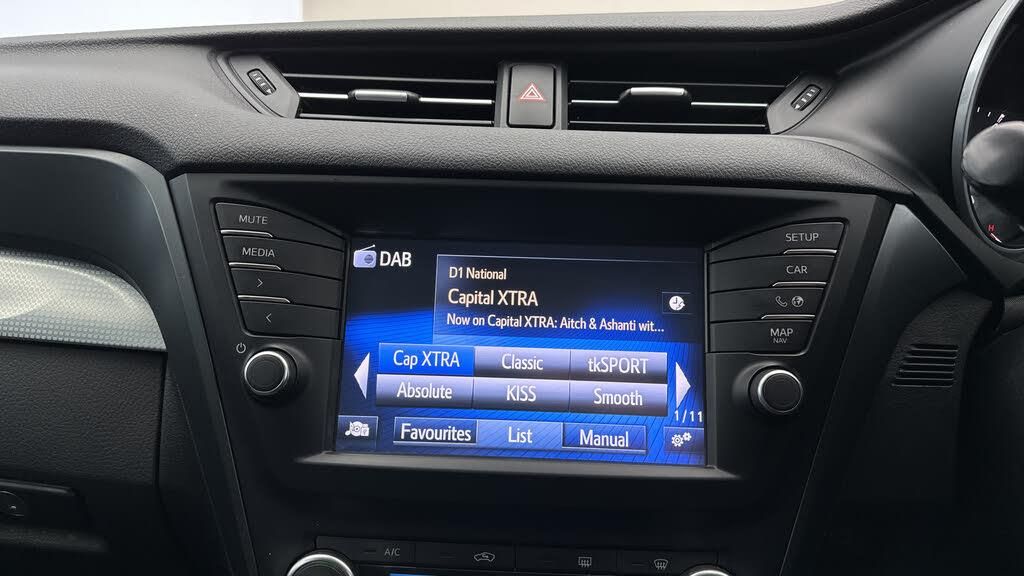 MUTE
MEDIA
DAB
D1 National
Capital XTRA
Now on Capital XTRA: Aitch & Ashanti wit...
Cap XTRA Classic tkSPORT
Absolute KISS Smooth
1/11
Favourites List Manual
SETUP
CAR
MAP
NAV
H
A/C